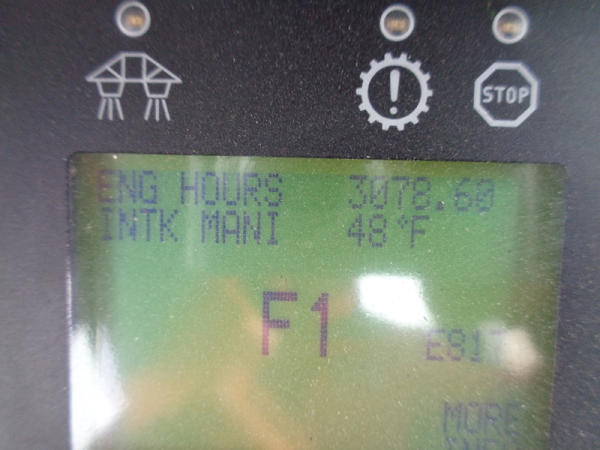 STOP
ENG HOURS 3078.60
INTK MANI 48°F
F1
MORE